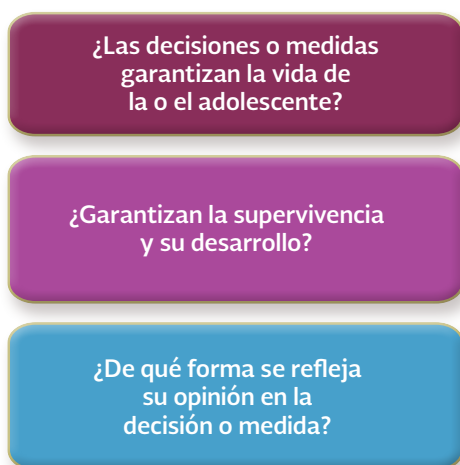 ¿Las decisiones o medidas
garantizan la vida de
la o el adolescente?
¿Garantizan la supervivencia
y su desarrollo?
¿De qué forma se refleja
su opinión en la
decisión o medida?